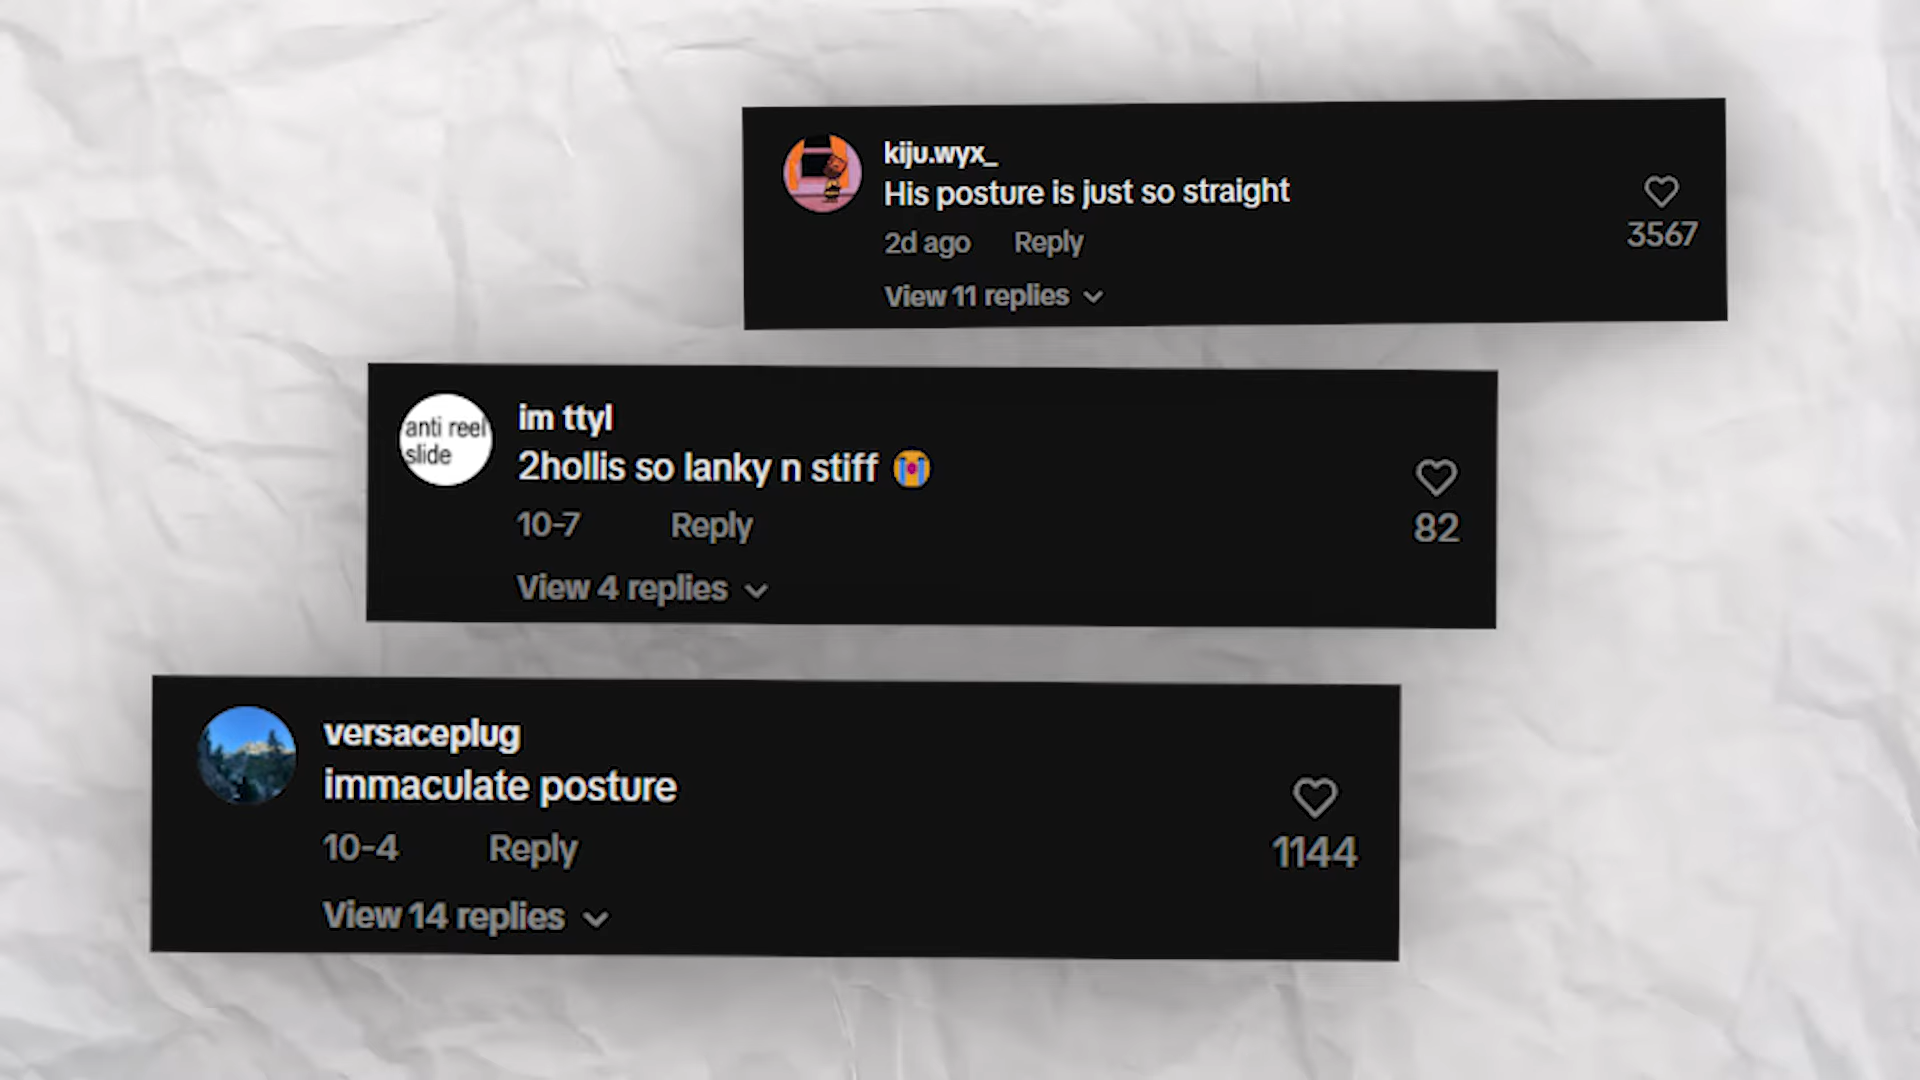 kiju.wyx_
His posture is just so straight
2d ago Reply
3567
View 11 replies
anti reel
slide
im ttyl
2hollis so lanky n stiff 😭
10-7 Reply
82
View 4 replies
versaceplug
immaculate posture
10-4 Reply
1144
View 14 replies